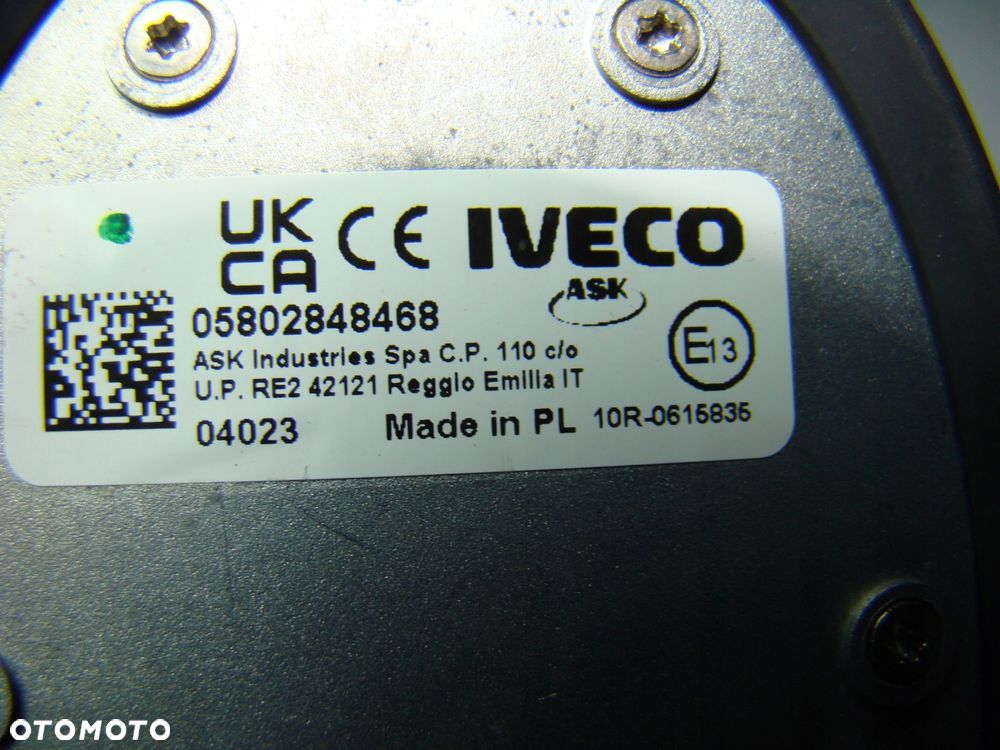 UK
CA
CE IVECO
ASK
05802848468
ASK Industries Spa C.P. 110 c/o
U.P. RE2 42121 Reggio Emilia IT
E13
04023 Made in PL 10R-0615835
OTOMOTO